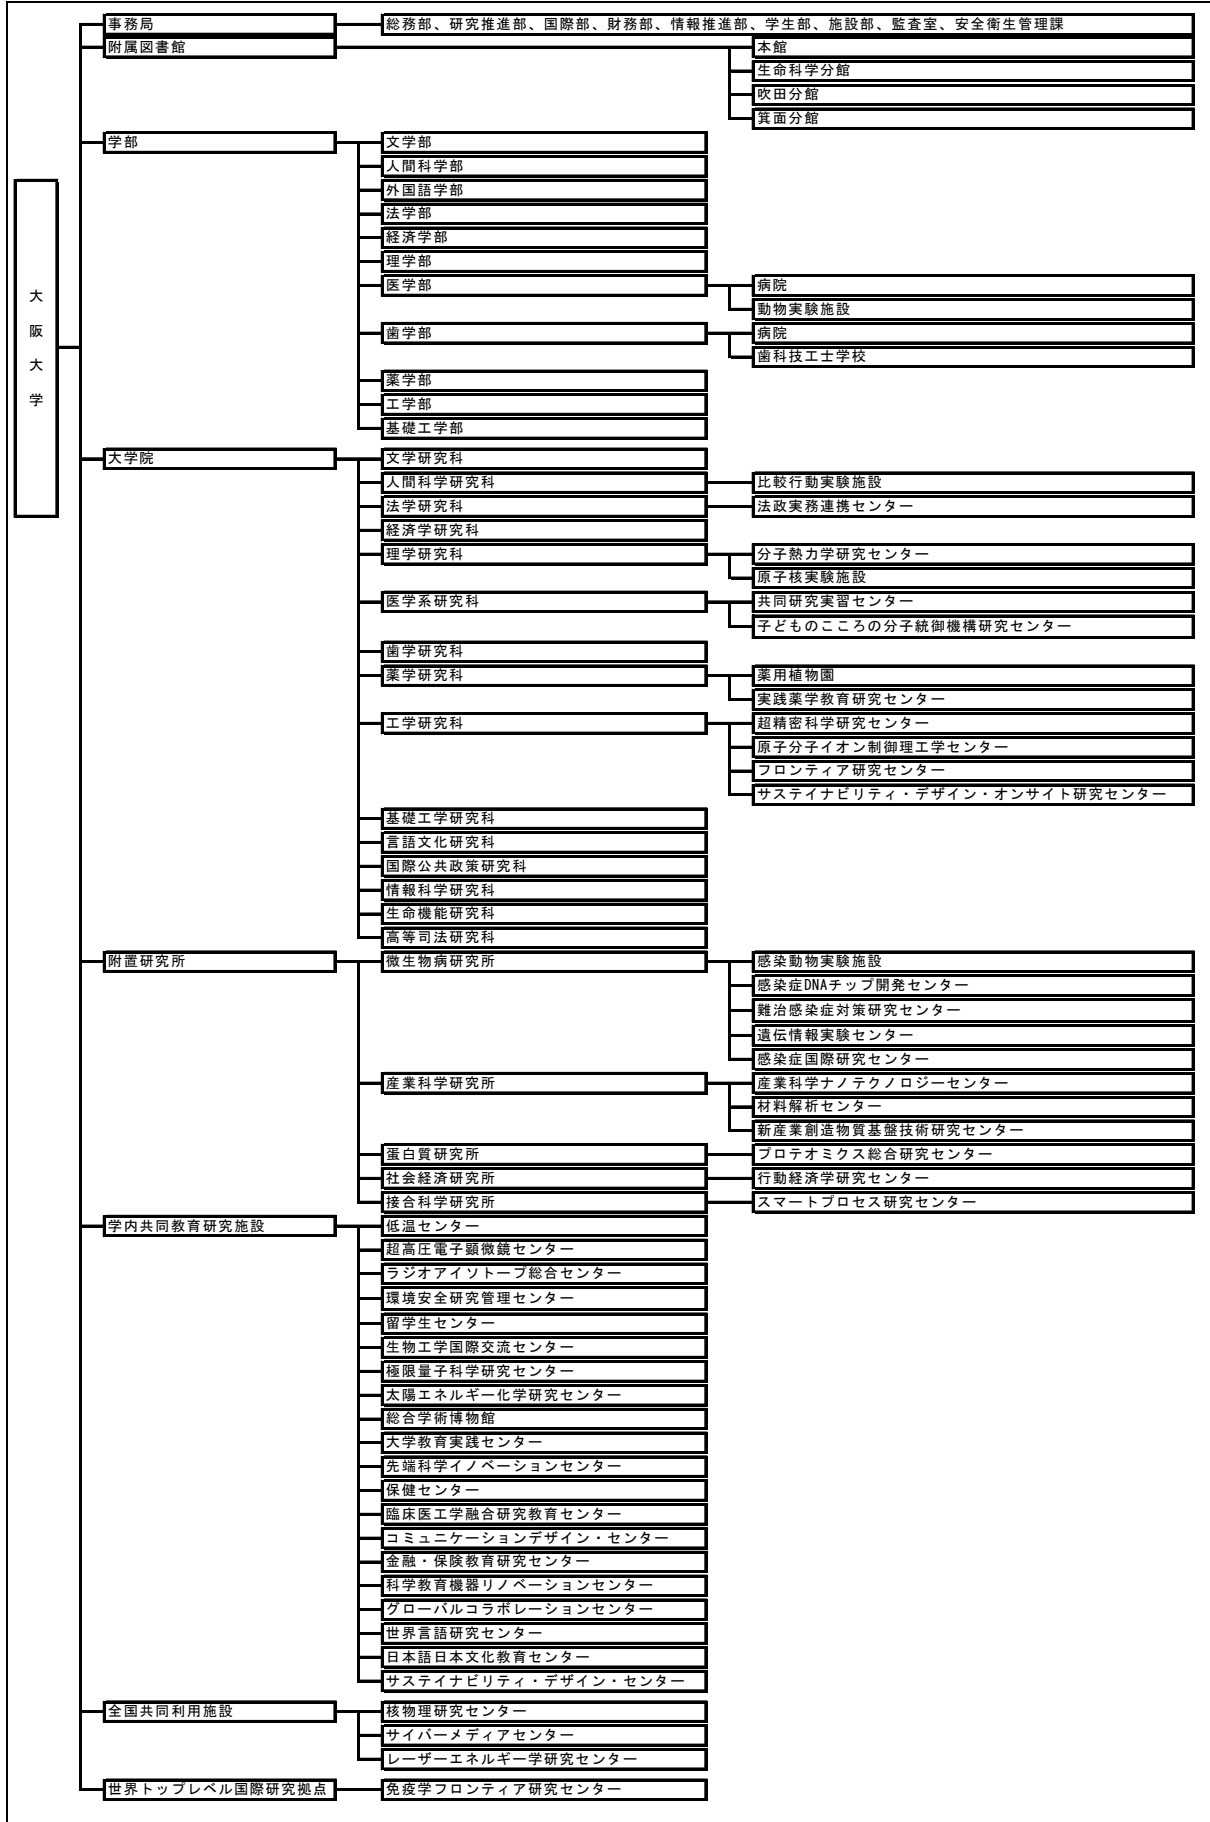 事務局
総務部、研究推進部、国際部、財務部、情報推進部、学生部、施設部、監査室、安全衛生管理課
附属図書館
本館
生命科学分館
吹田分館
箕面分館
学部
文学部
人間科学部
外国語学部
法学部
経済学部
理学部
医学部
病院
動物実験施設
歯学部
病院
歯科技工士学校
薬学部
工学部
基礎工学部
大阪大学
大学院
文学研究科
人間科学研究科
比較行動実験施設
法学研究科
法政実務連携センター
経済学研究科
理学研究科
分子熱力学研究センター
原子核実験施設
医学系研究科
共同研究実習センター
子どものこころの分子統御機構研究センター
歯学研究科
薬学研究科
薬用植物園
実践薬学教育研究センター
工学研究科
超精密科学研究センター
原子分子イオン制御理工学センター
フロンティア研究センター
サステイナビリティ・デザイン・オンサイト研究センター
基礎工学研究科
言語文化研究科
国際公共政策研究科
情報科学研究科
生命機能研究科
高等司法研究科
附置研究所
微生物病研究所
感染動物実験施設
感染症DNAチップ開発センター
難治感染症対策研究センター
遺伝情報実験センター
感染症国際研究センター
産業科学研究所
産業科学ナノテクノロジーセンター
材料解析センター
新産業創造物質基盤技術研究センター
蛋白質研究所
プロテオミクス総合研究センター
社会経済研究所
行動経済学研究センター
接合科学研究所
スマートプロセス研究センター
学内共同教育研究施設
低温センター
超高圧電子顕微鏡センター
ラジオアイソトープ総合センター
環境安全研究管理センター
留学生センター
生物工学国際交流センター
極限量子科学研究センター
太陽エネルギー化学研究センター
総合学術博物館
大学教育実践センター
先端科学イノベーションセンター
保健センター
臨床医工学融合研究教育センター
コミュニケーションデザイン・センター
金融・保険教育研究センター
科学教育機器リノベーションセンター
グローバルコラボレーションセンター
世界言語研究センター
日本語日本文化教育センター
サステイナビリティ・デザイン・センター
全国共同利用施設
核物理研究センター
サイバーメディアセンター
レーザーエネルギー学研究センター
世界トップレベル国際研究拠点
免疫学フロンティア研究センター